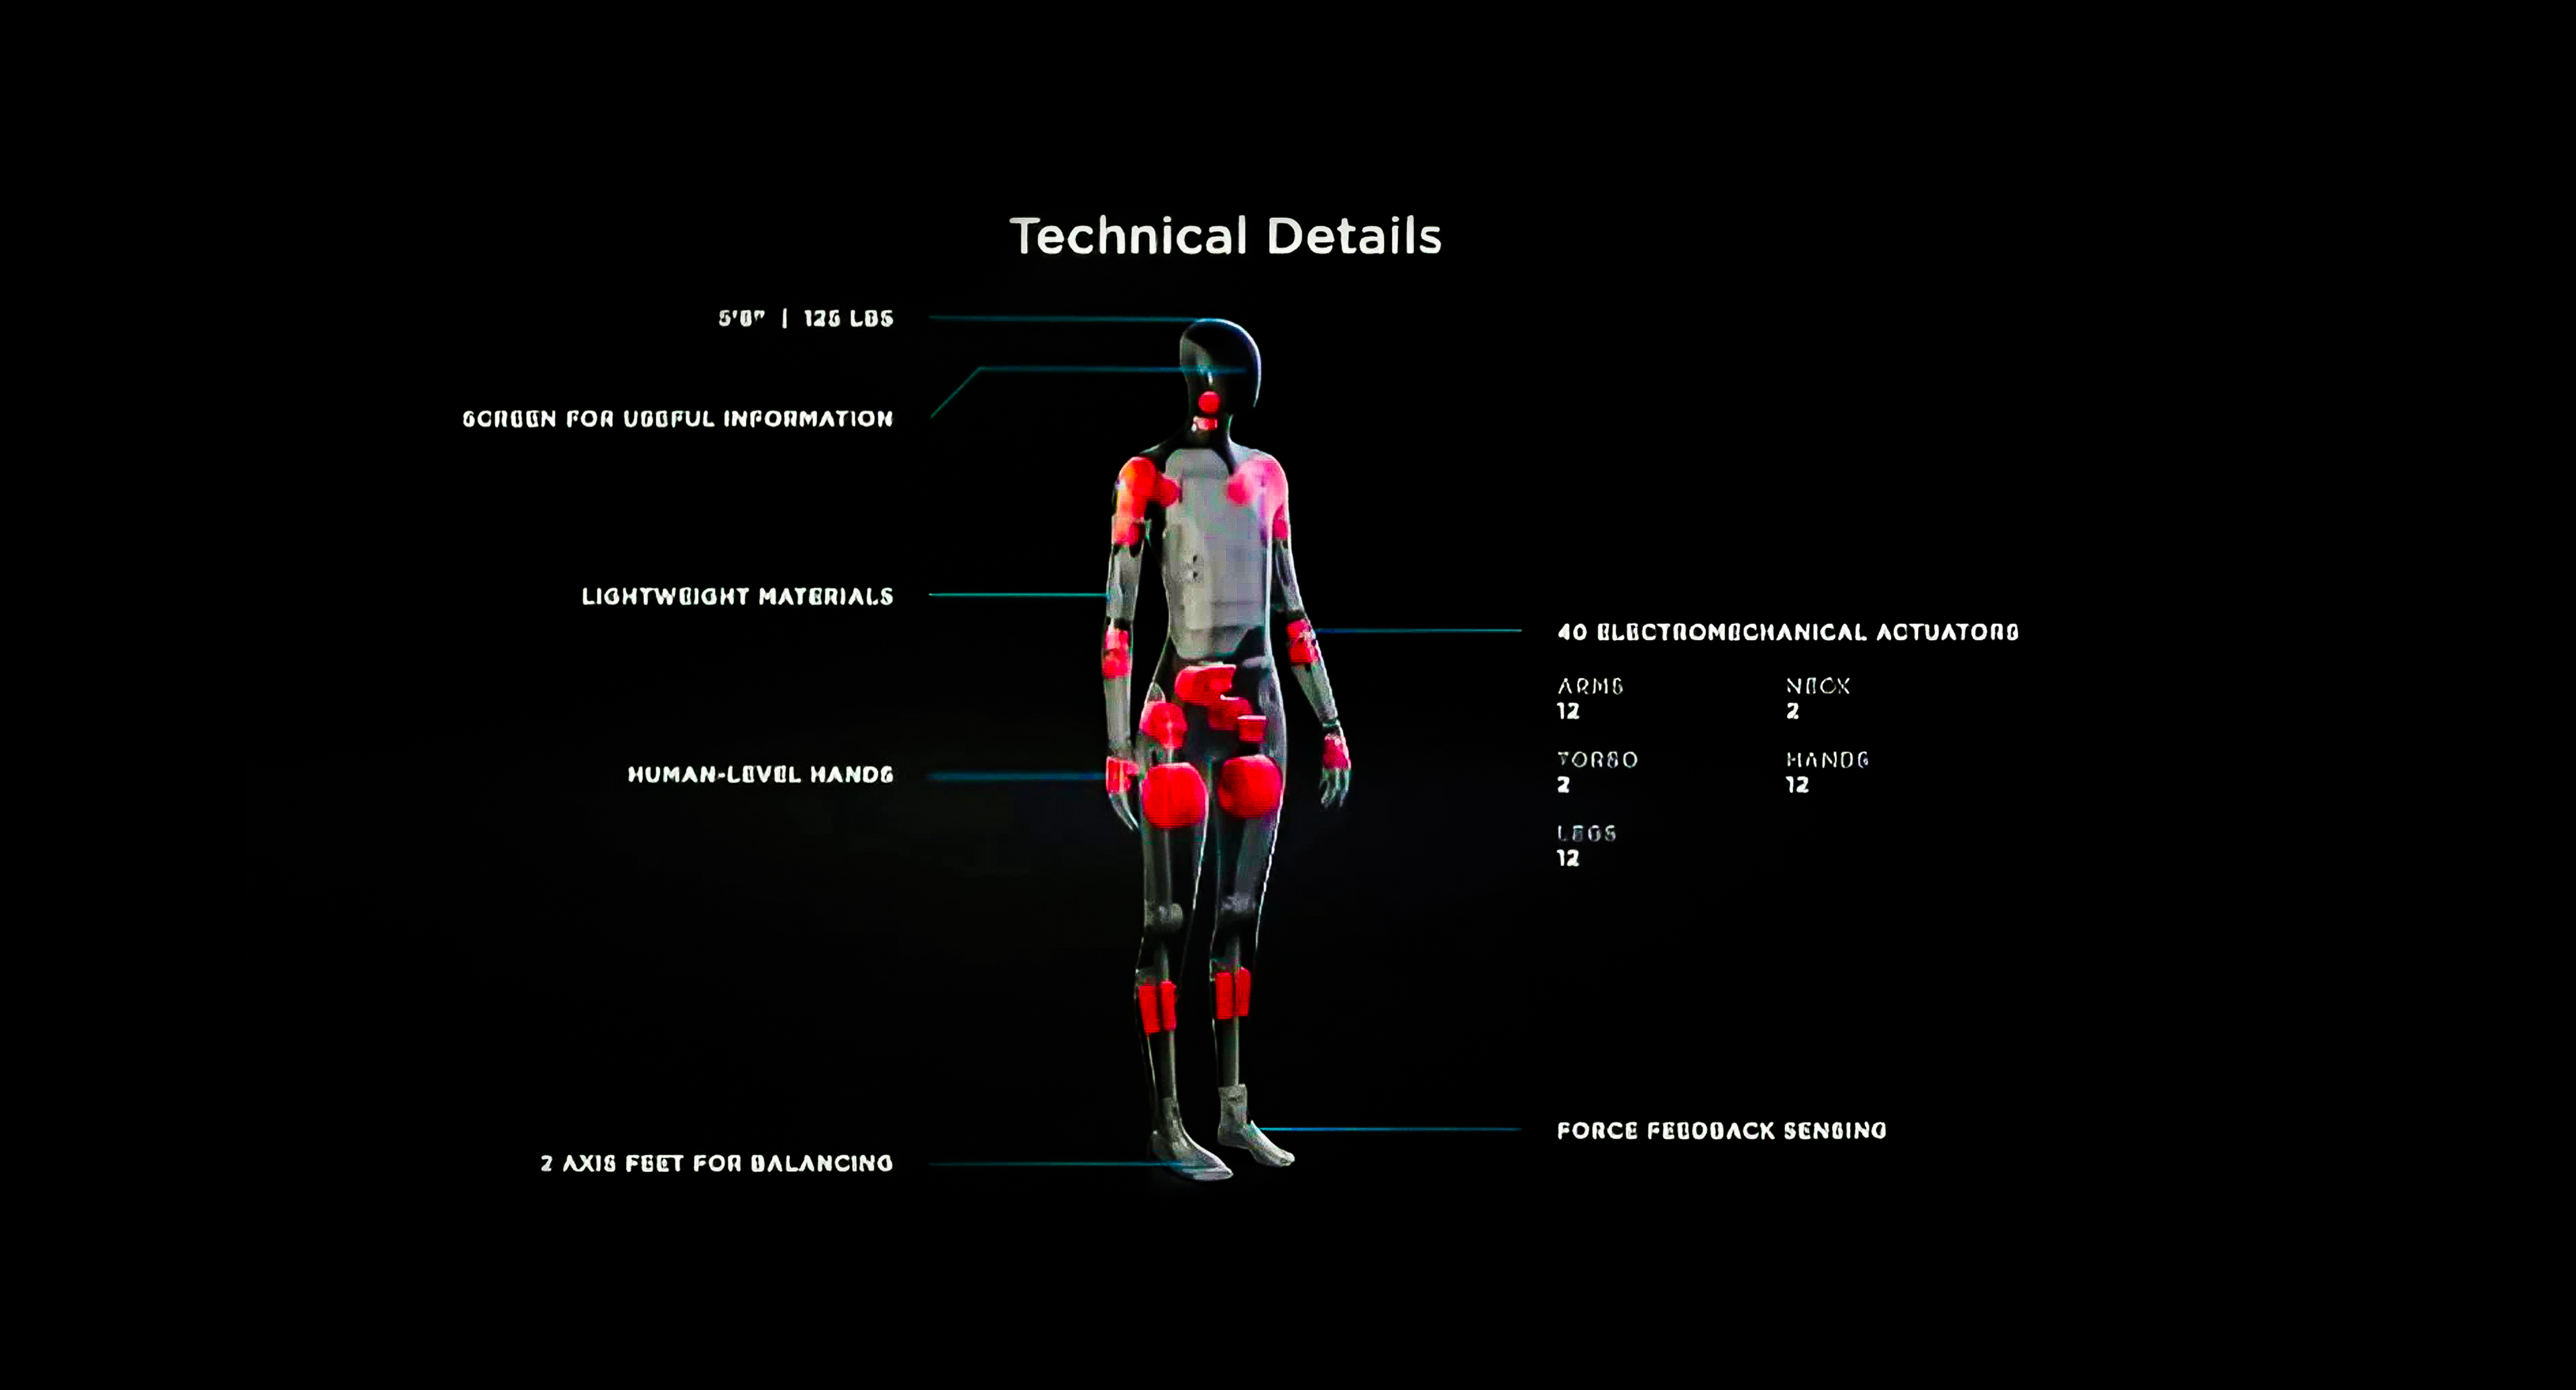 Technical Details
5'8" | 125 LBS
SCREEN FOR USEFUL INFORMATION
LIGHTWEIGHT MATERIALS
HUMAN-LEVEL HANDS
2 AXIS FEET FOR BALANCING
40 ELECTROMECHANICAL ACTUATORS
ARMS
12
NECK
2
TORSO
2
HANDS
12
LEGS
12
FORCE FEEDBACK SENSING